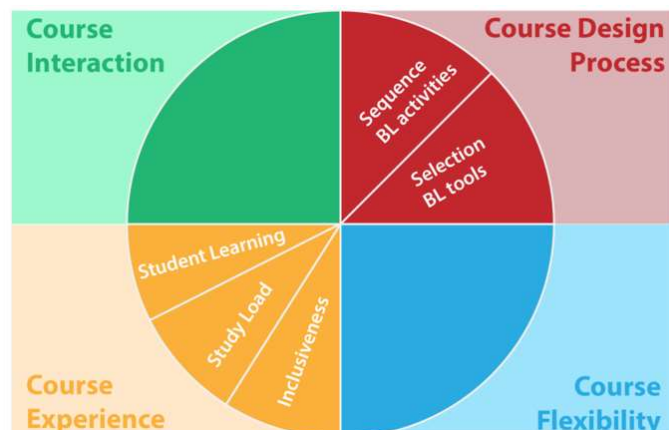 Course
Interaction
Course Design
Process
Sequence
BL activities
Selection
BL tools
Student Learning
Study Load
Inclusiveness
Course
Experience
Course
Flexibility